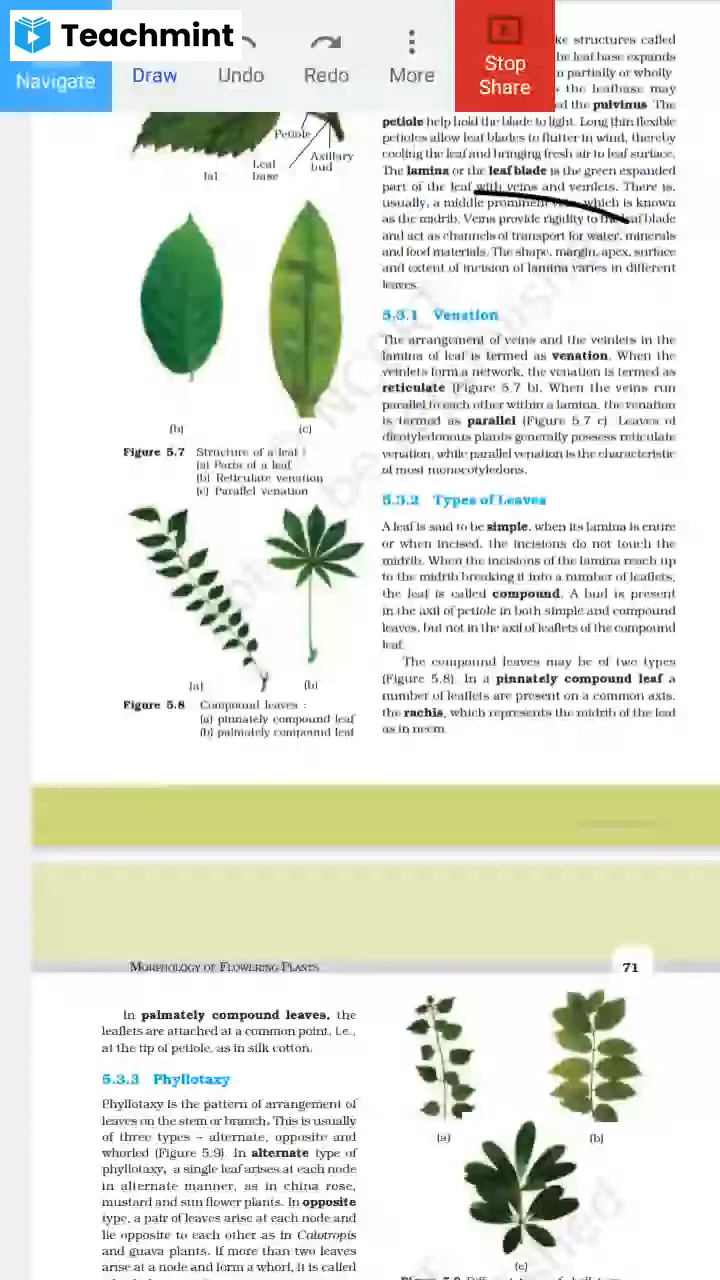 Teachmint
Navigate
Draw
Undo
Redo
More
Stop
Share
Petiole
Leaf
base
Axillary
bud
(a)
(b)
(c)
Figure 5.7 Structure of a leaf :
(a) Parts of a leaf
(b) Reticulate venation
(c) Parallel venation
(a)
(b)
Figure 5.8 Compound leaves :
(a) pinnately compound leaf
(b) palmately compound leaf
structures called
leaf base expands
partially or wholly
the leafbase may
the pulvinus. The
petiole help hold the blade to light. Long thin flexible
petioles allow leaf blades to flutter in wind, thereby
cooling the leaf and bringing fresh air to leaf surface.
The lamina or the leaf blade is the green expanded
part of the leaf with veins and veinlets. There is,
usually, a middle prominent which is known
as the midrib. Veins provide rigidity to the leaf blade
and act as channels of transport for water, minerals
and food materials. The shape, margin, apex, surface
and extent of incision of lamina varies in different
leaves.
5.3.1 Venation
The arrangement of veins and the veinlets in the
lamina of leaf is termed as venation. When the
veinlets form a network, the venation is termed as
reticulate (Figure 5.7 b). When the veins run
parallel to each other within a lamina, the venation
is termed as parallel (Figure 5.7 c). Leaves of
dicotyledonous plants generally possess reticulate
venation, while parallel venation is the characteristic
of most monocotyledons.
5.3.2 Types of Leaves
A leaf is said to be simple, when its lamina is entire
or when incised, the incisions do not touch the
midrib. When the incisions of the lamina reach up
to the midrib breaking it into a number of leaflets,
the leaf is called compound. A bud is present
in the axil of petiole in both simple and compound
leaves, but not in the axil of leaflets of the compound
leaf.
The compound leaves may be of two types
(Figure 5.8). In a pinnately compound leaf a
number of leaflets are present on a common axis,
the rachis, which represents the midrib of the leaf
as in neem.
MORPHOLOGY OF FLOWERING PLANTS
71
In palmately compound leaves, the
leaflets are attached at a common point, i.e.,
at the tip of petiole, as in silk cotton.
5.3.3 Phyllotaxy
Phyllotaxy is the pattern of arrangement of
leaves on the stem or branch. This is usually
of three types – alternate, opposite and
whorled (Figure 5.9). In alternate type of
phyllotaxy, a single leaf arises at each node
in alternate manner, as in china rose,
mustard and sun flower plants. In opposite
type, a pair of leaves arise at each node and
lie opposite to each other as in Calotropis
and guava plants. If more than two leaves
arise at a node and form a whorl, it is called
(a)
(b)
(c)